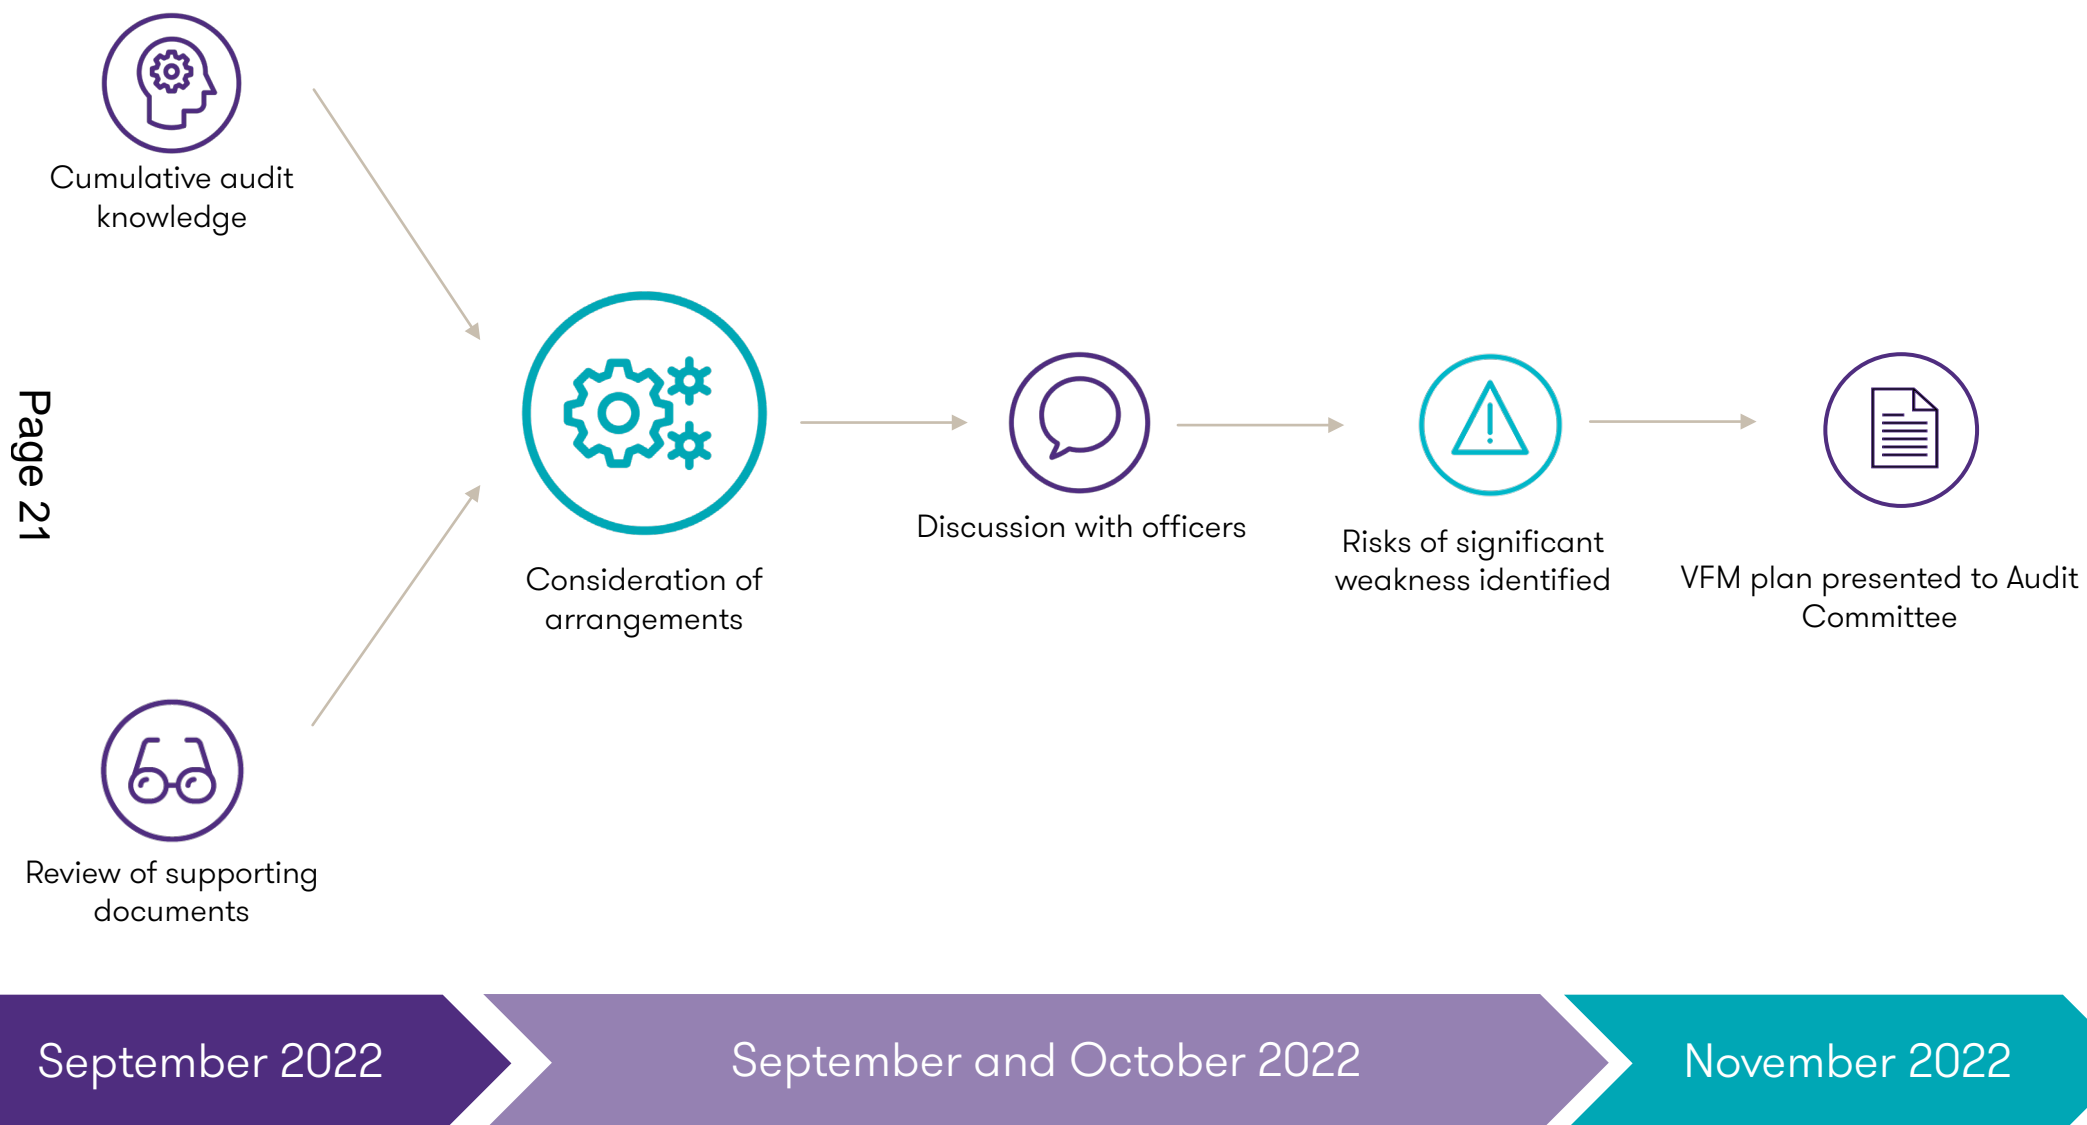 Cumulative audit
knowledge
Page 21
Consideration of
arrangements
Discussion with officers
Risks of significant
weakness identified
VFM plan presented to Audit
Committee
Review of supporting
documents
September 2022
September and October 2022
November 2022